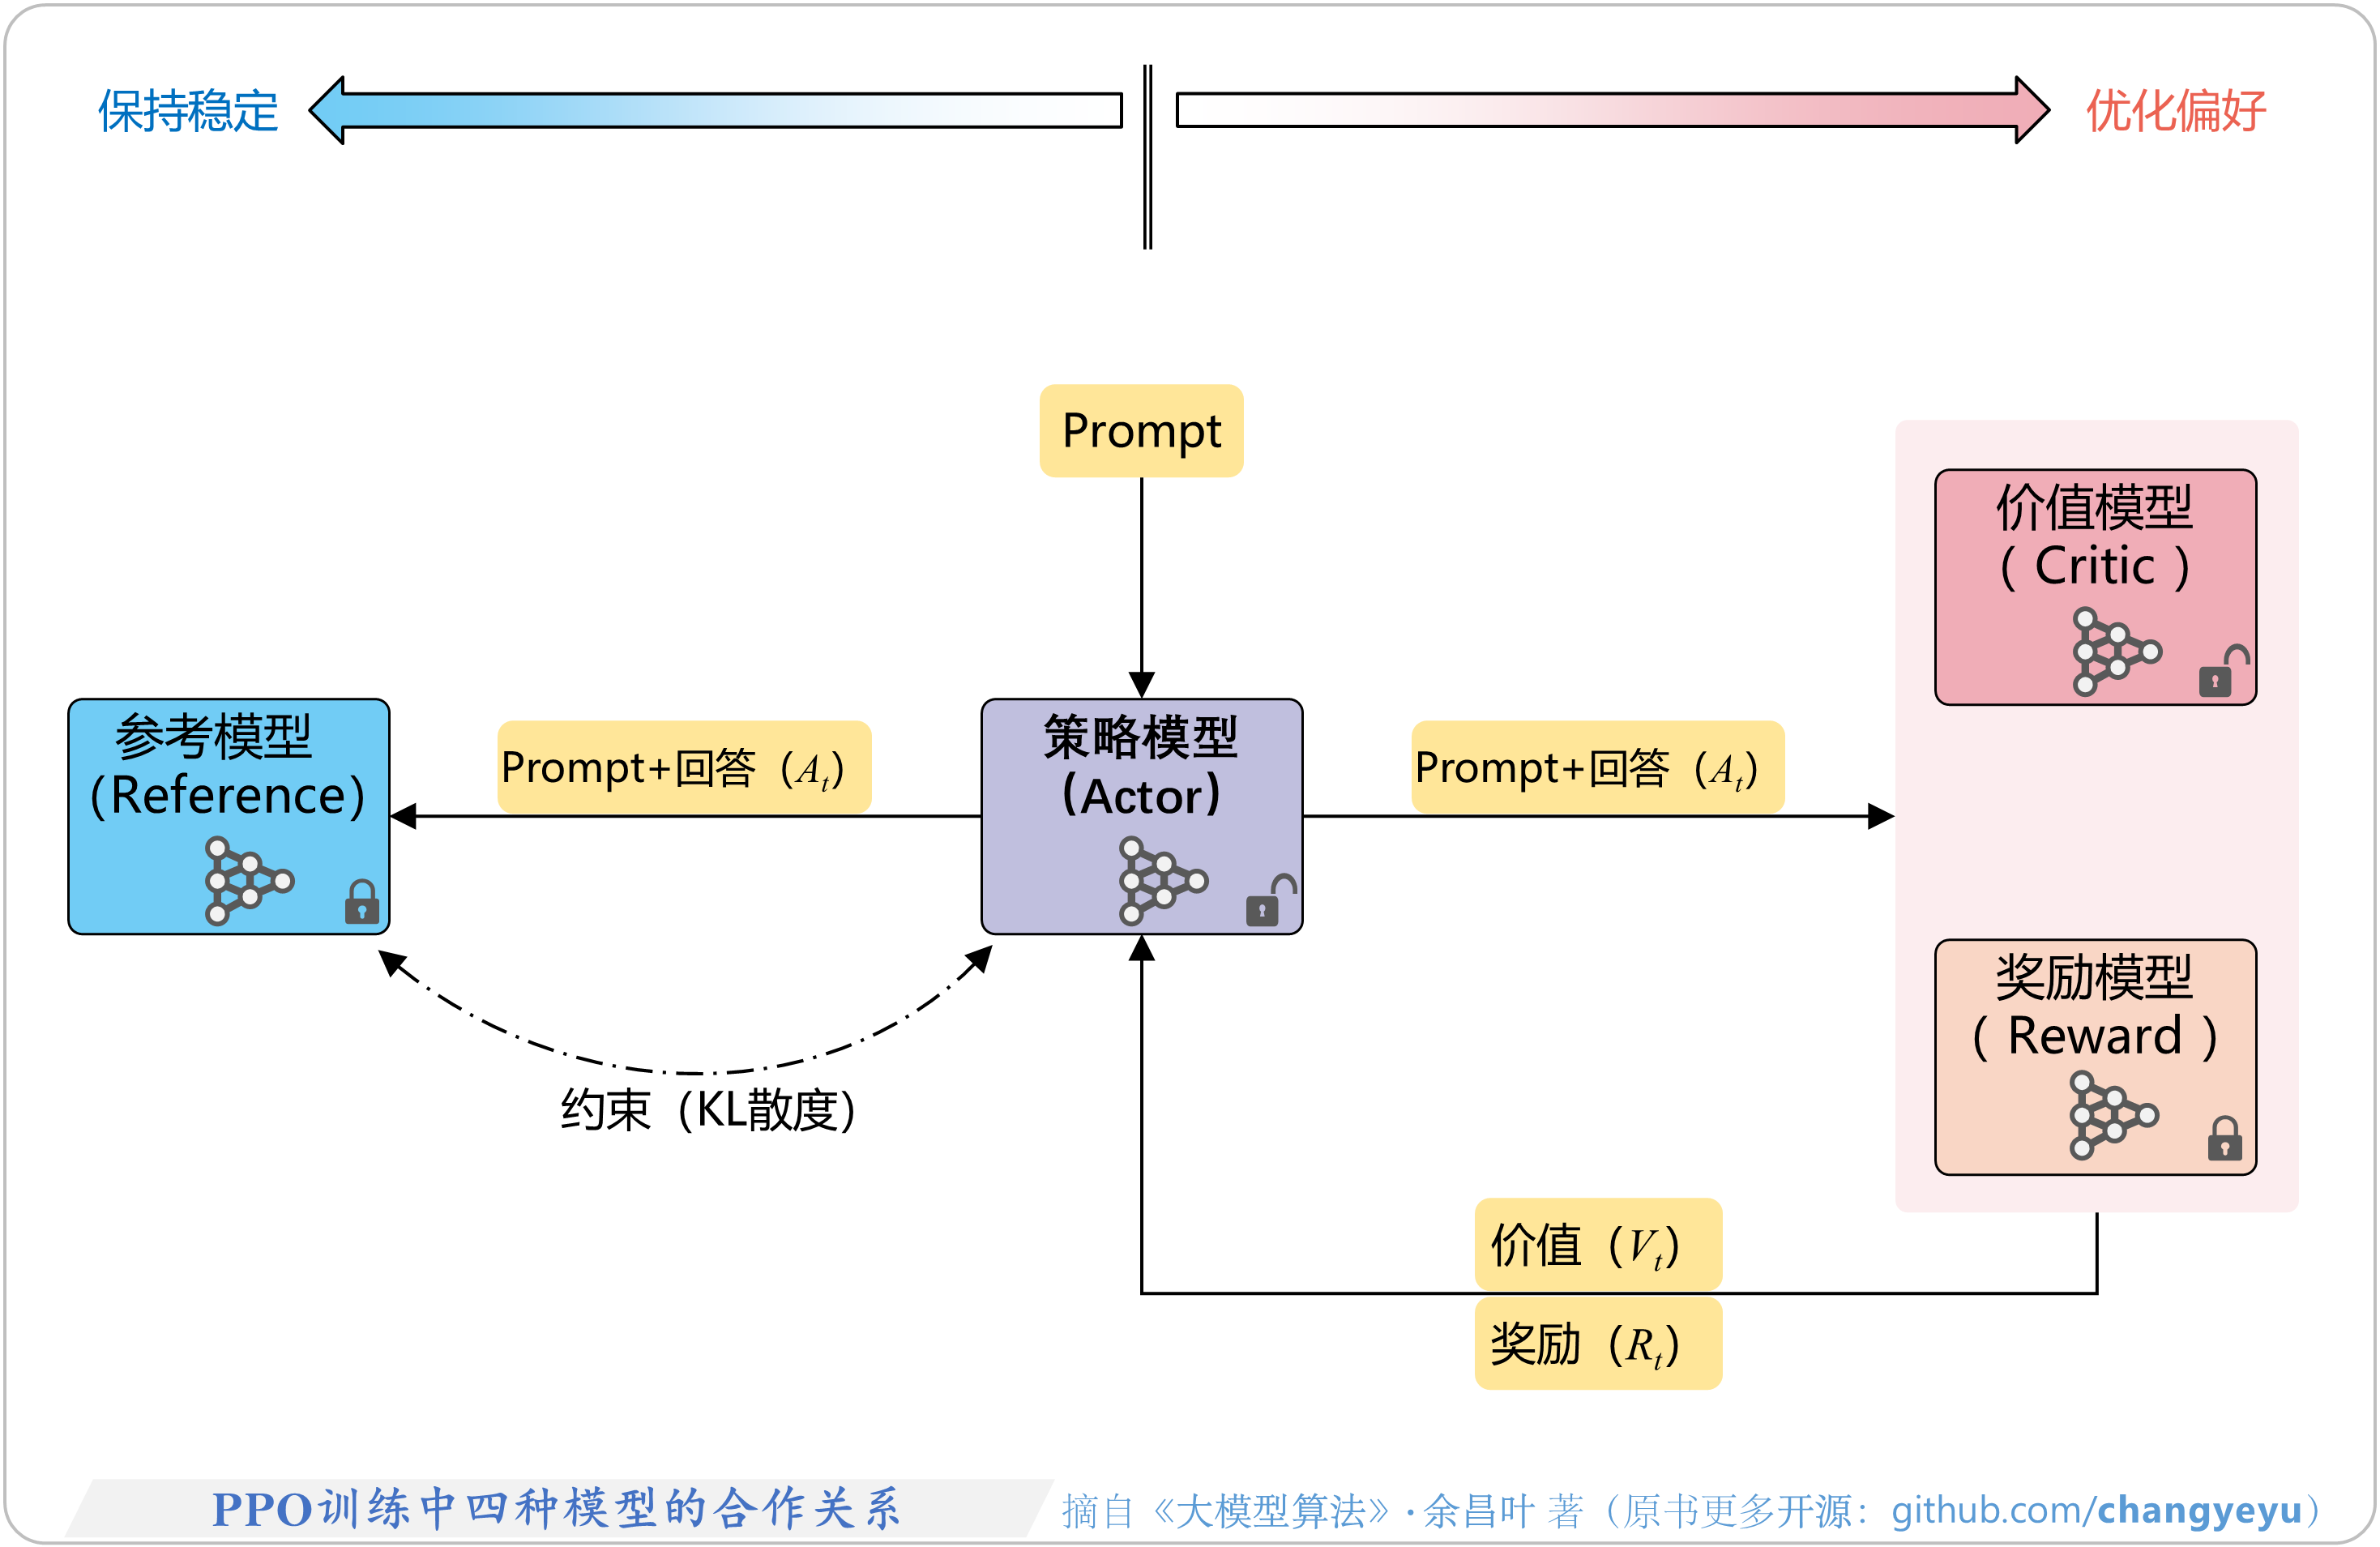 保持稳定
优化偏好
Prompt
价值模型
( Critic )
参考模型
(Reference)
Prompt+回答（At）
策略模型
(Actor)
Prompt+回答（At）
奖励模型
( Reward )
约束（KL散度）
价值（Vt）
奖励（Rt）
PPO训练中四种模型的合作关系
摘自《大模型算法》·余昌叶 著（原书更多开源：github.com/changyeyu）